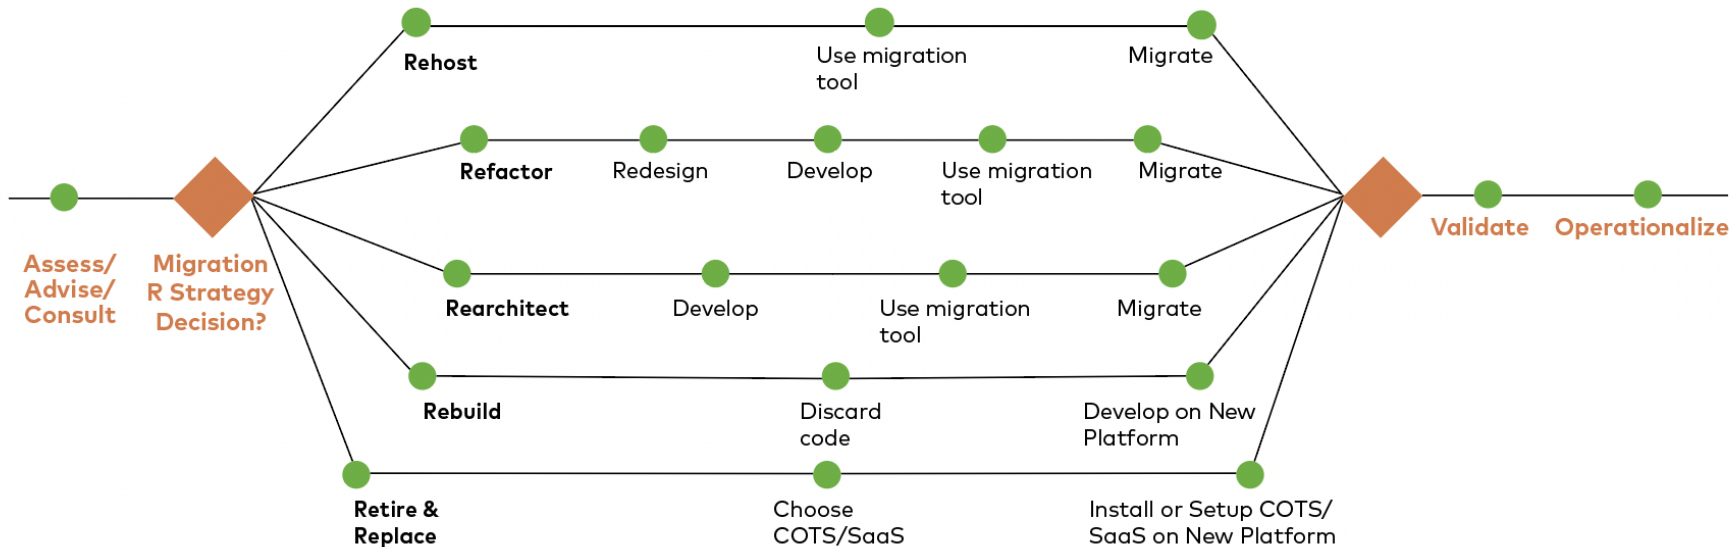 Rehost
Use migration
tool
Migrate
Refactor
Redesign
Develop
Use migration
tool
Migrate
Assess/
Advise/
Consult
Migration
R Strategy
Decision?
Validate
Operationalize
Rearchitect
Develop
Use migration
tool
Migrate
Rebuild
Discard
code
Develop on New
Platform
Retire &
Replace
Choose
COTS/SaaS
Install or Setup COTS/
SaaS on New Platform